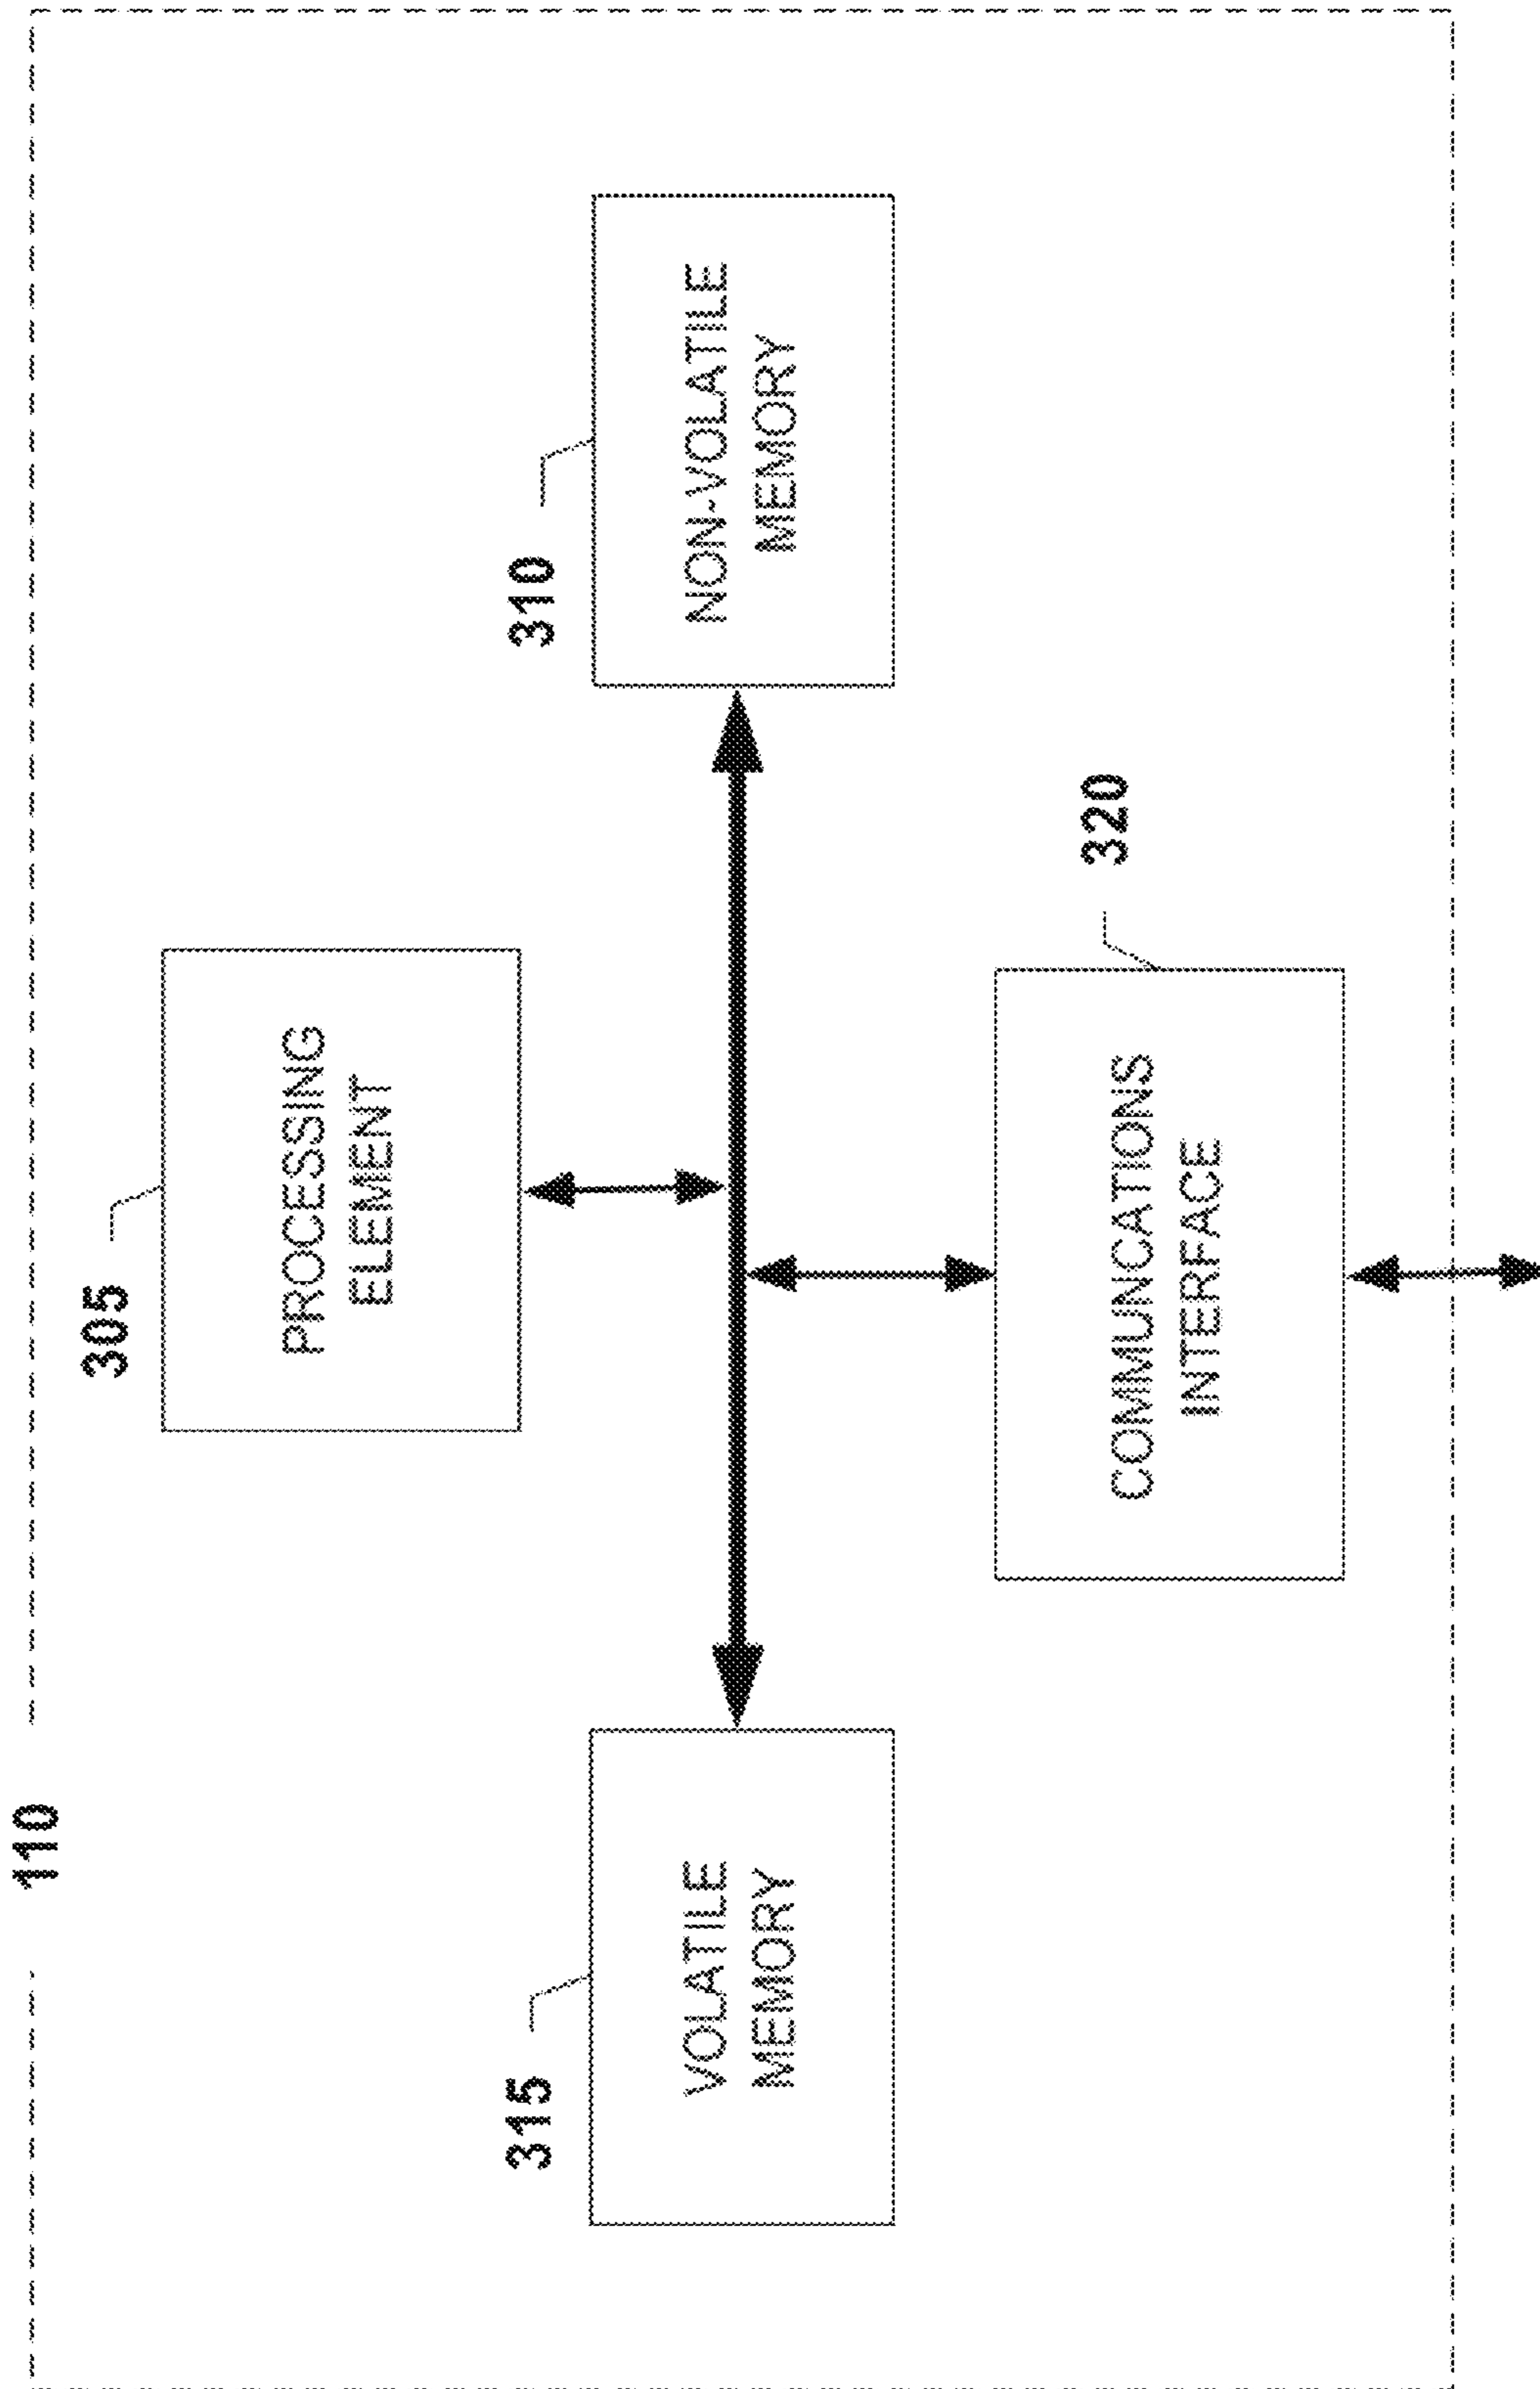 110
305
PROCESSING
ELEMENT
315
VOLATILE
MEMORY
310
NON-VOLATILE
MEMORY
320
COMMUNCATIONS
INTERFACE